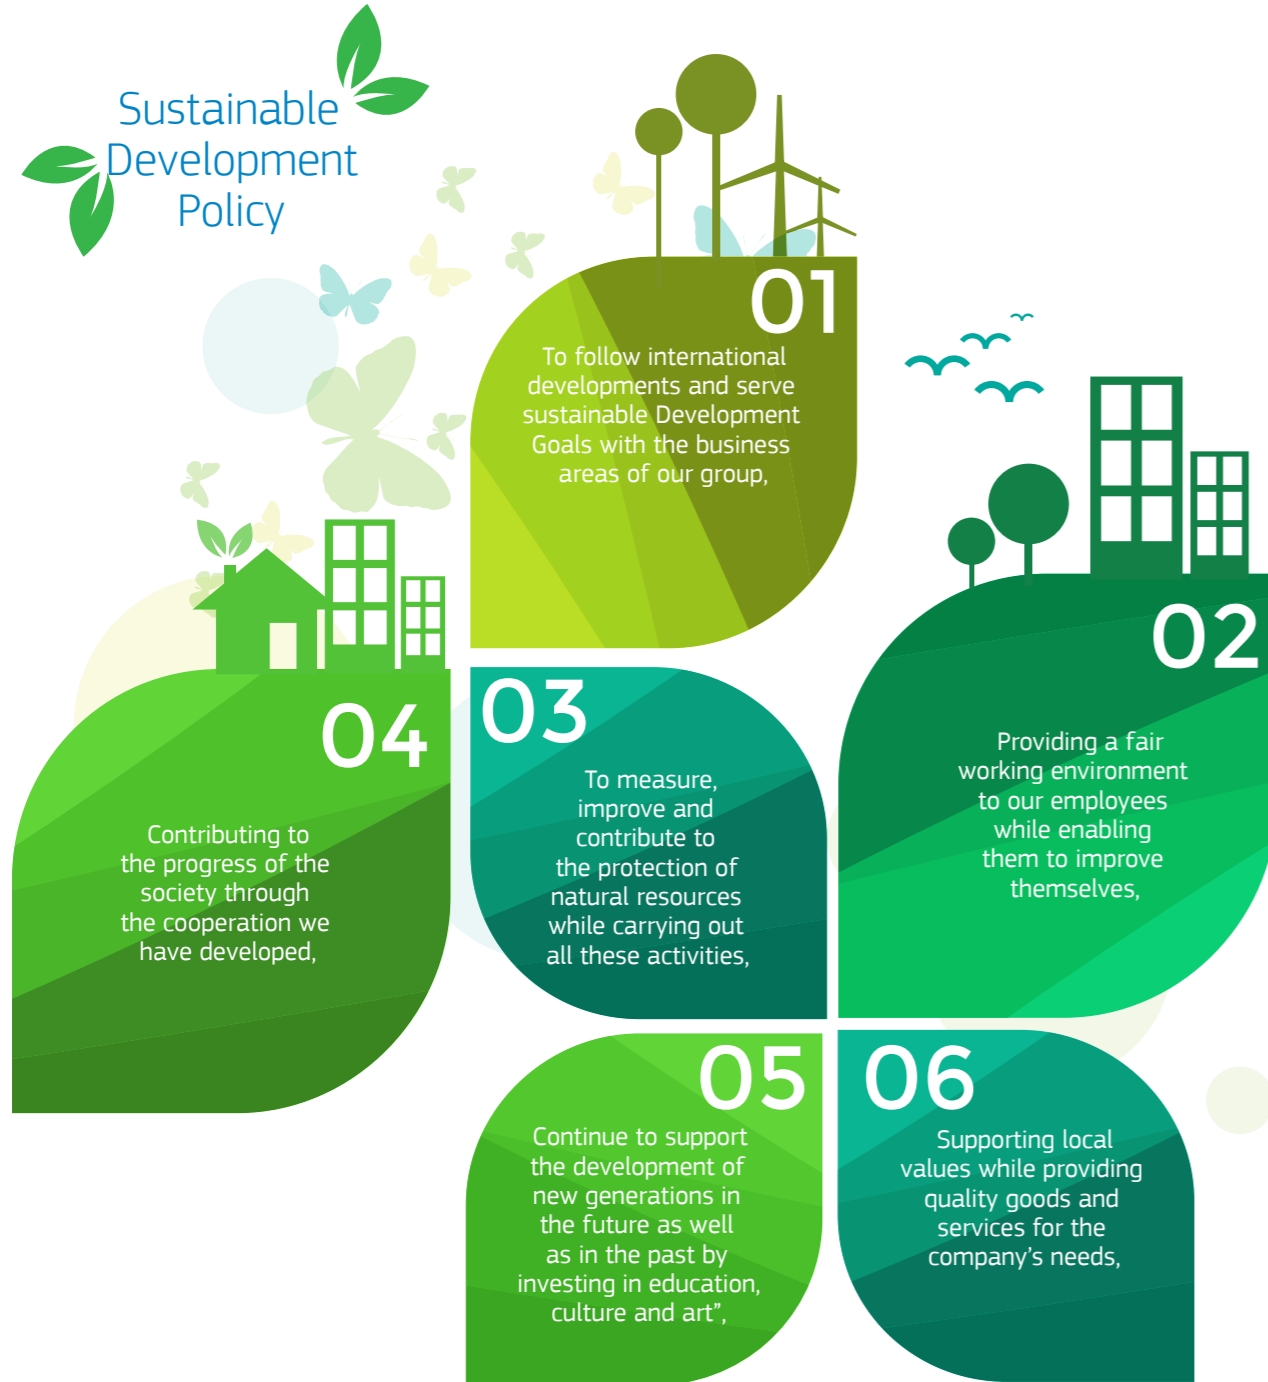 Sustainable
Development
Policy
01
To follow international
developments and serve
sustainable Development
Goals with the business
areas of our group,
02
Providing a fair
working environment
to our employees
while enabling
them to improve
themselves,
03
To measure,
improve and
contribute to
the protection of
natural resources
while carrying out
all these activities,
04
Contributing to
the progress of the
society through
the cooperation we
have developed,
05
Continue to support
the development of
new generations in
the future as well
as in the past by
investing in education,
culture and art”,
06
Supporting local
values while providing
quality goods and
services for the
company’s needs,